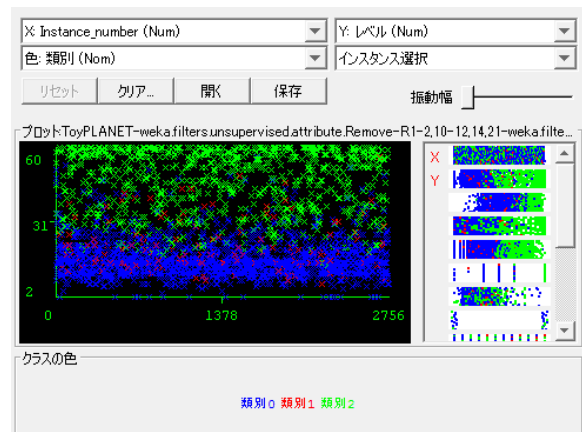 X: Instance_number (Num)
Y: レベル (Num)
色: 類別 (Nom)
インスタンス選択
リセット
クリア...
開く
保存
振動幅
プロット:ToyPLANET-weka.filters.unsupervised.attribute.Remove-R1-2,10-12,14,21-weka.filte...
60
31
2
0
1378
2756
X
Y
クラスの色
類別0 類別1 類別2